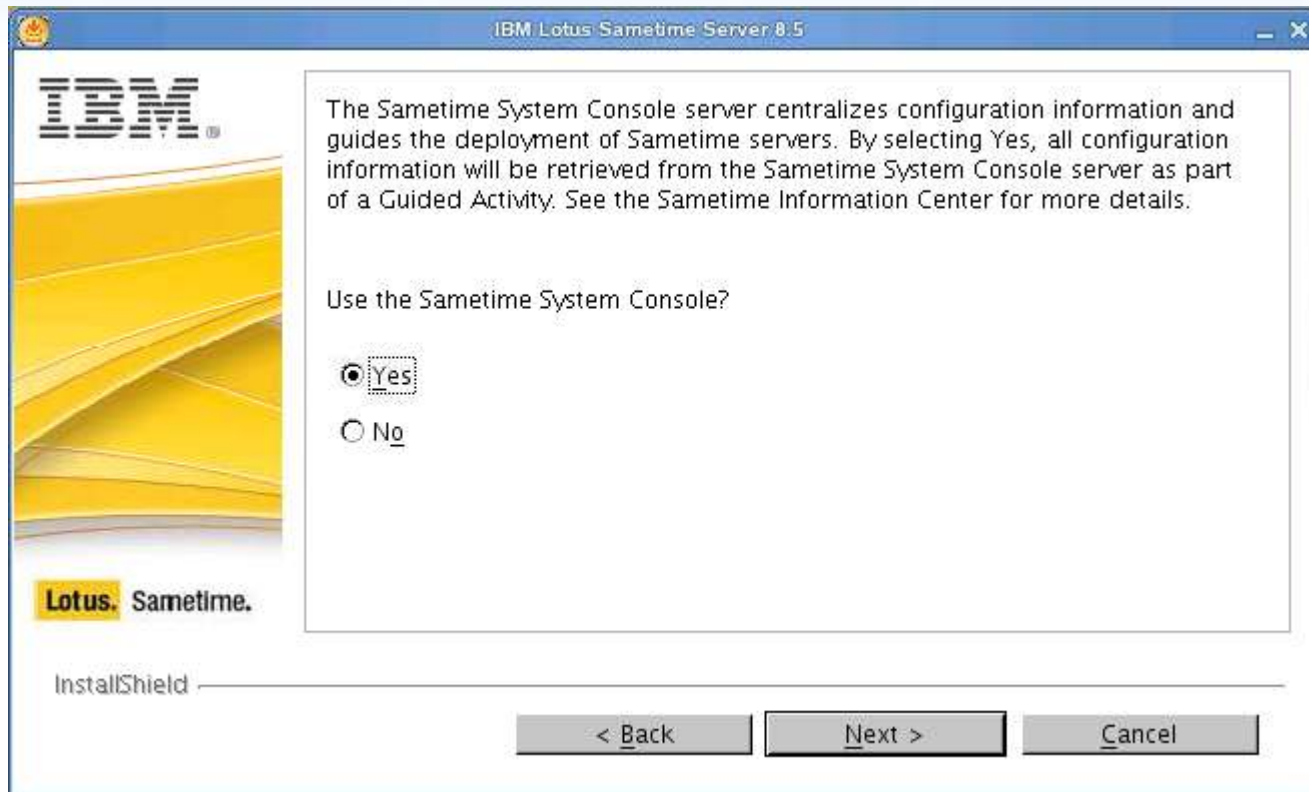 IBM Lotus Sametime Server 8.5
IBM®
The Sametime System Console server centralizes configuration information and
guides the deployment of Sametime servers. By selecting Yes, all configuration
information will be retrieved from the Sametime System Console server as part
of a Guided Activity. See the Sametime Information Center for more details.
Use the Sametime System Console?
Yes
No
Lotus. Sametime.
InstallShield
< Back
Next >
Cancel